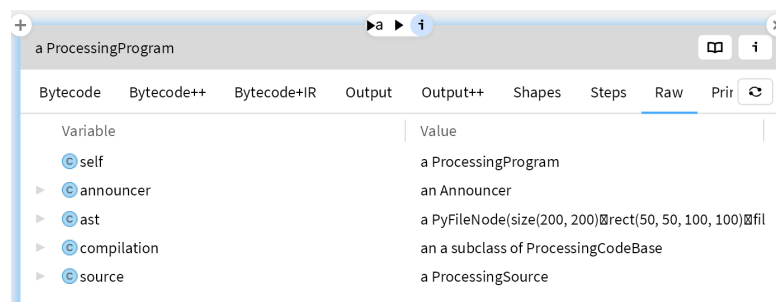 a
i
a ProcessingProgram
i
Bytecode Bytecode++ Bytecode+IR Output Output++ Shapes Steps Raw Prin
Variable Value
C self a ProcessingProgram
C announcer an Announcer
C ast a PyFileNode(size(200, 200)☒rect(50, 50, 100, 100)☒fil
C compilation an a subclass of ProcessingCodeBase
C source a ProcessingSource